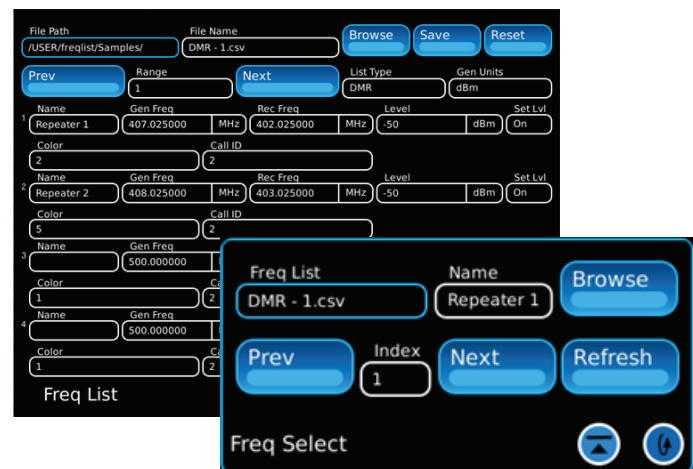 File Path File Name
/USER/freqlist/Samples/ DMR - 1.csv Browse Save Reset
Prev Range Next List Type Gen Units
1 DMR dBm
Name Gen Freq Rec Freq Level Set Lvl
1 Repeater 1 407.025000 MHz 402.025000 MHz -50 dBm On
Color Call ID
2 2
Name Gen Freq Rec Freq Level Set Lvl
2 Repeater 2 408.025000 MHz 403.025000 MHz -50 dBm On
Color Call ID
5 2
Name Gen Freq
3 500.000000
Color
1 2
Name Gen Freq
4 500.000000
Color
1 2
Freq List
Freq List Name
DMR - 1.csv Repeater 1 Browse
Prev Index Next Refresh
1
Freq Select